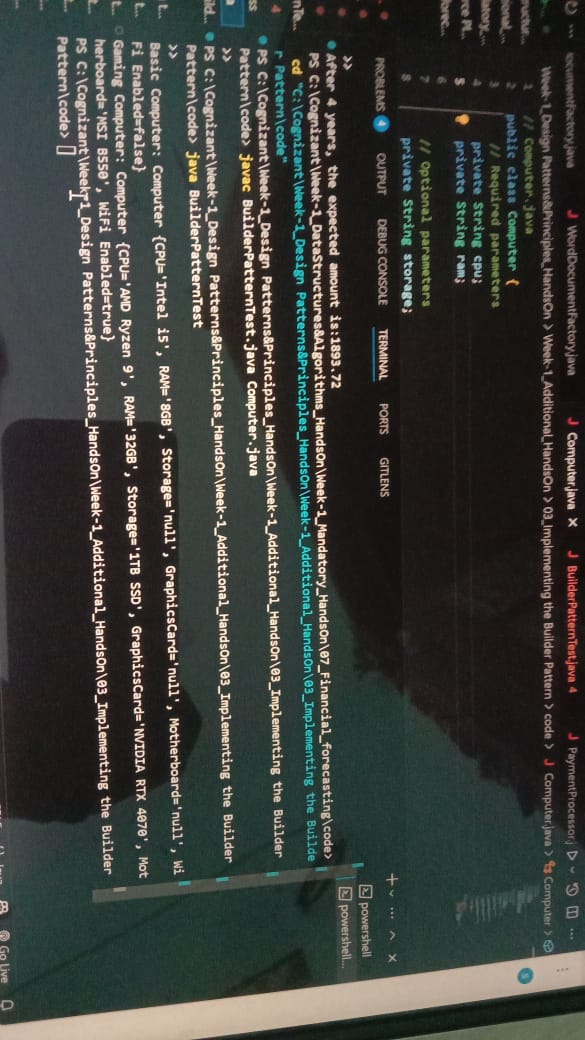 ocumentFactory.java WordDocumentFactory.java Computer.java BuilderPatternTest.java 4 PaymentProcessor.j
Week-1_Design Patterns&Principles_HandsOn > Week-1_Additional_HandsOn > 03_Implementing the Builder Pattern > code > Computer.java > Computer >
1 // Computer.java
2 public class Computer {
3 // Required parameters
4 private String cpu;
5 private String ram;
6
7 // Optional parameters
8 private String storage;
PROBLEMS 4 OUTPUT DEBUG CONSOLE TERMINAL PORTS GITLENS
powershell
powershell...
>>
After 4 years, the expected amount is:1893.72
PS C:\Cognizant\Week-1_DataStructures&Algorithms_HandsOn\Week-1_Mandatory_HandsOn\07_Financial_forecasting\code>
cd "C:\Cognizant\Week-1_Design Patterns&Principles_HandsOn\Week-1_Additional_HandsOn\03_Implementing the Builde
r Pattern\code"
PS C:\Cognizant\Week-1_Design Patterns&Principles_HandsOn\Week-1_Additional_HandsOn\03_Implementing the Builder
Pattern\code> javac BuilderPatternTest.java Computer.java
>>
PS C:\Cognizant\Week-1_Design Patterns&Principles_HandsOn\Week-1_Additional_HandsOn\03_Implementing the Builder
Pattern\code> java BuilderPatternTest
>>
Basic Computer: Computer {CPU='Intel i5', RAM='8GB', Storage='null', GraphicsCard='null', Motherboard='null', Wi
Fi Enabled=false}
Gaming Computer: Computer {CPU='AMD Ryzen 9', RAM='32GB', Storage='1TB SSD', GraphicsCard='NVIDIA RTX 4070', Mot
herboard='MSI B550', WiFi Enabled=true}
PS C:\Cognizant\Week-1_Design Patterns&Principles_HandsOn\Week-1_Additional_HandsOn\03_Implementing the Builder
Pattern\code>
Go Live